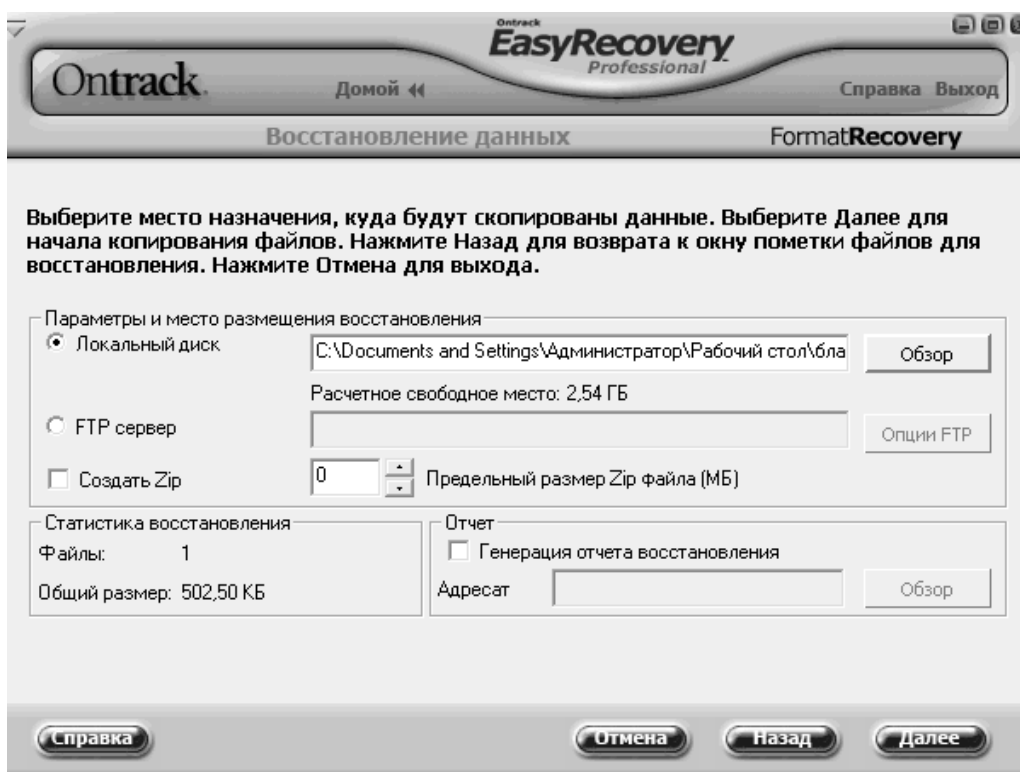 Ontrack
EasyRecovery
Professional
Ontrack.
Домой
Справка Выход
Восстановление данных
FormatRecovery
Выберите место назначения, куда будут скопированы данные. Выберите Далее для
начала копирования файлов. Нажмите Назад для возврата к окну пометки файлов для
восстановления. Нажмите Отмена для выхода.
Параметры и место размещения восстановления
Локальный диск
C:\Documents and Settings\Администратор\Рабочий стол\бла
Обзор
Расчетное свободное место: 2,54 ГБ
FTP сервер
Опции FTP
Создать Zip
0
Предельный размер Zip файла (МБ)
Статистика восстановления
Файлы: 1
Общий размер: 502,50 КБ
Отчет
Генерация отчета восстановления
Адресат
Обзор
Справка
Отмена
Назад
Далее